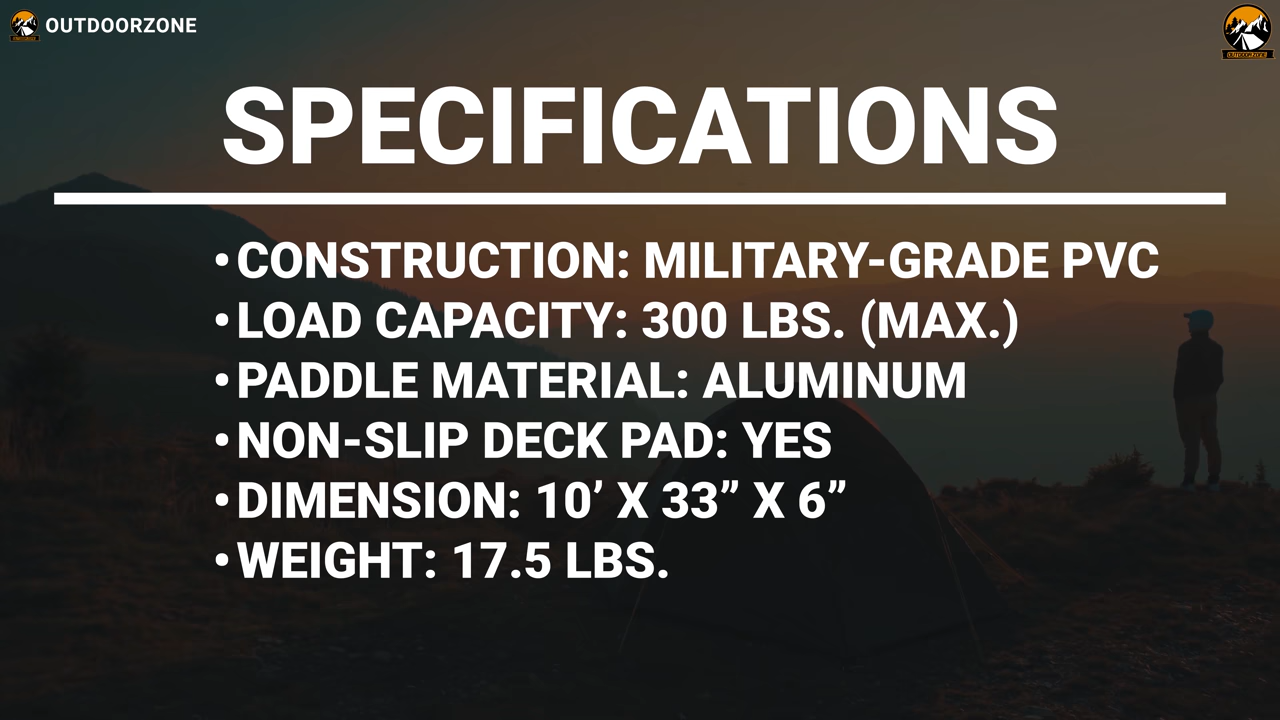 OUTDOORZONE
OUTDOORZONE
SPECIFICATIONS
• CONSTRUCTION: MILITARY-GRADE PVC
• LOAD CAPACITY: 300 LBS. (MAX.)
• PADDLE MATERIAL: ALUMINUM
• NON-SLIP DECK PAD: YES
• DIMENSION: 10’ X 33” X 6”
• WEIGHT: 17.5 LBS.